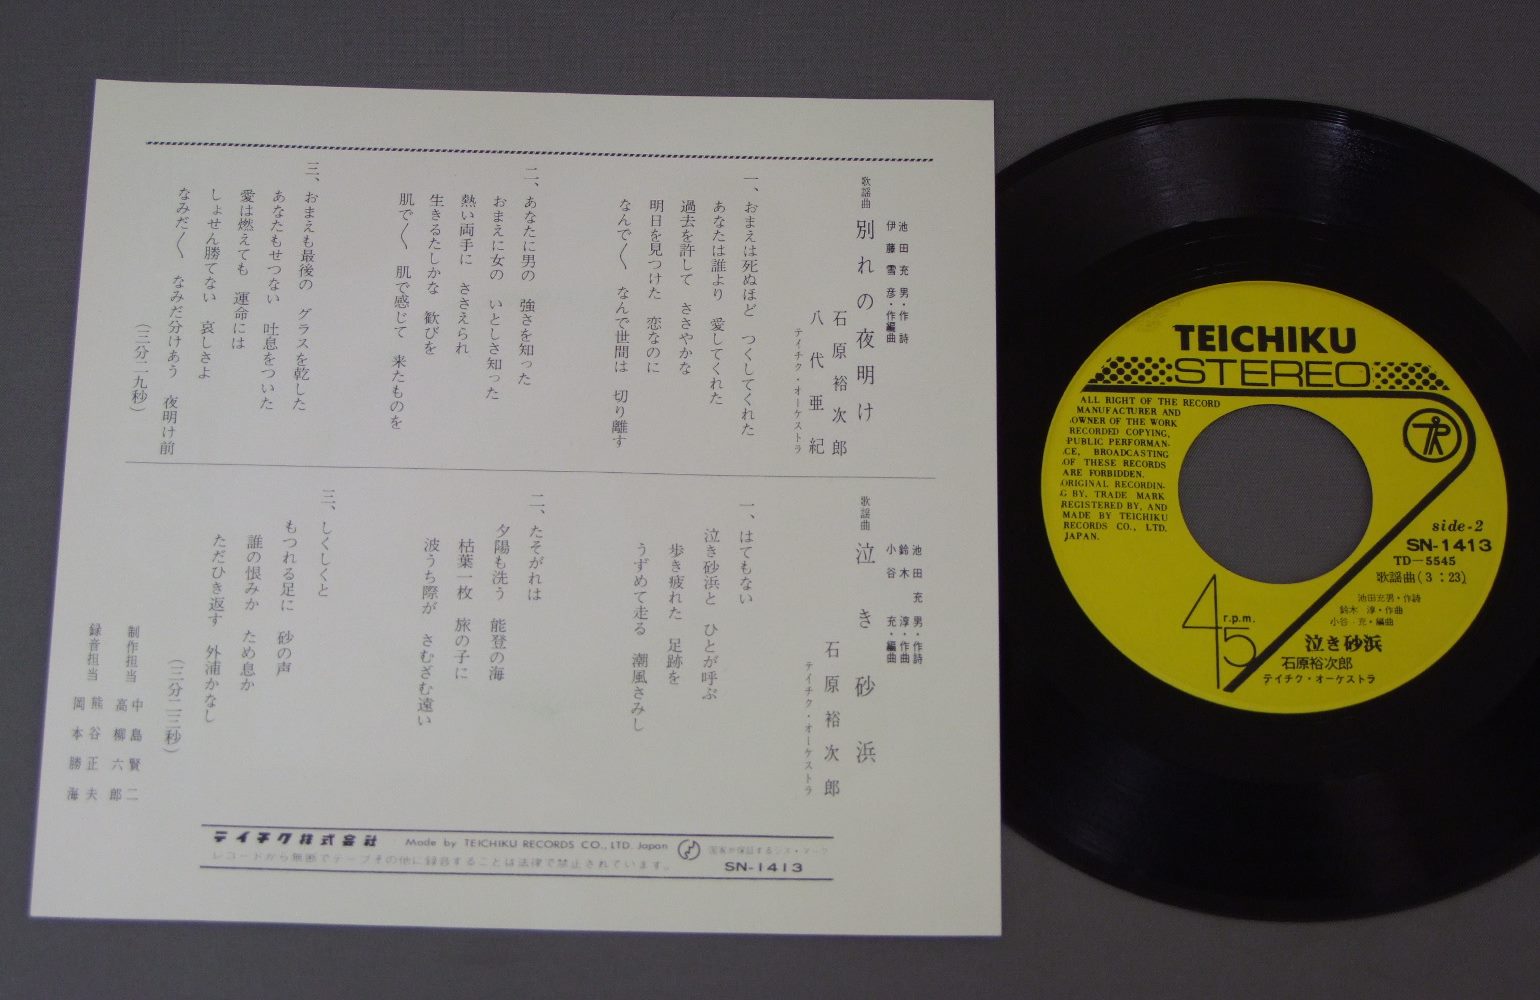 歌謡曲 別れの夜明け
池田充男・作詩
伊藤雪彦・作編曲
石原裕次郎
八代亜紀
テイチク・オーケストラ
一、おまえは死ぬほど つくしてくれた
あなたは誰より 愛してくれた
過去を許して ささやかな
明日を見つけた 恋なのに
なんで〱 なんで世間は 切り離す
二、あなたに男の 強さを知った
おまえに女の いとしさ知った
熱い両手に ささえられ
生きるたしかな 歓びを
肌で〱 肌で感じて 来たものを
三、おまえも最後の グラスを乾した
あなたもせつない 吐息をついた
愛は燃えても 運命には
しょせん勝てない 哀しさよ
なみだ〱 なみだ分けあう 夜明け前
(三分二九秒)
歌謡曲 泣き砂浜
池田充男・作詩
鈴木淳・作曲
小谷充・編曲
石原裕次郎
テイチク・オーケストラ
一、はてもない
泣き砂浜と ひとが呼ぶ
歩き疲れた 足跡を
うずめて走る 潮風さみし
二、たそがれは
夕陽も洗う 能登の海
枯葉一枚 旅の子に
波うち際が さむざむ遠い
三、しくしくと
もつれる足に 砂の声
誰の恨みか ため息か
ただひき返す 外浦かなし
(三分二三秒)
制作担当 中島賢二
高柳六郎
録音担当 熊谷正夫
岡本勝海
テイチク株式会社 Made by TEICHIKU RECORDS CO., LTD. Japan
レコードから無断でテープその他に録音することは法律で禁止されています。
SN-1413
TEICHIKU
STEREO
ALL RIGHT OF THE RECORD
MANUFACTURER AND
OWNER OF THE WORK
RECORDED COPYING,
PUBLIC PERFORMAN-
CE, BROADCASTING
OF THESE RECORDS
ARE FORBIDDEN.
ORIGINAL RECORDIN-
G BY, TRADE MARK
REGISTERED BY, AND
MADE BY TEICHIKU
RECORDS CO., LTD.
JAPAN.
side-2
SN-1413
TD-5545
歌謡曲(3:23)
池田充男・作詩
鈴木 淳・作曲
小谷 充・編曲
45 r.p.m.
泣き砂浜
石原裕次郎
テイチク・オーケストラ